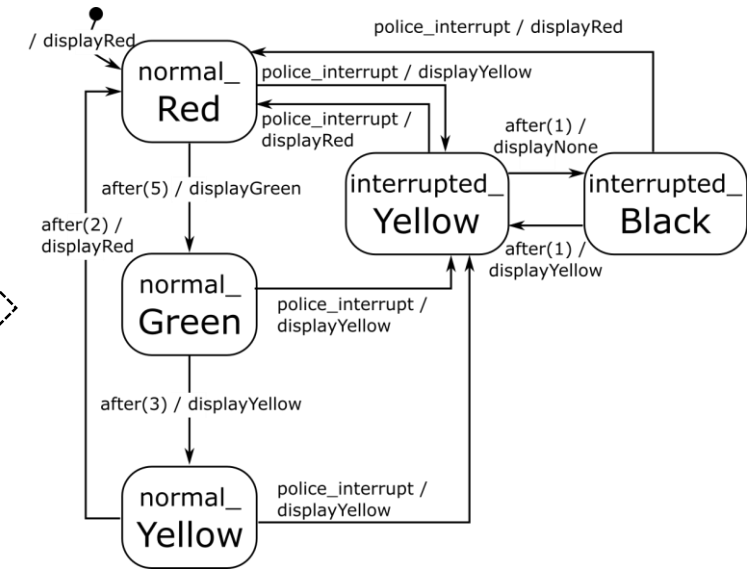 police_interrupt / displayRed
/ displayRed
normal_
Red
police_interrupt / displayYellow
police_interrupt /
displayRed
after(1) /
displayNone
interrupted_
Yellow
interrupted_
Black
after(5) / displayGreen
after(2) /
displayRed
after(1) /
displayYellow
normal_
Green
police_interrupt /
displayYellow
after(3) / displayYellow
normal_
Yellow
police_interrupt /
displayYellow